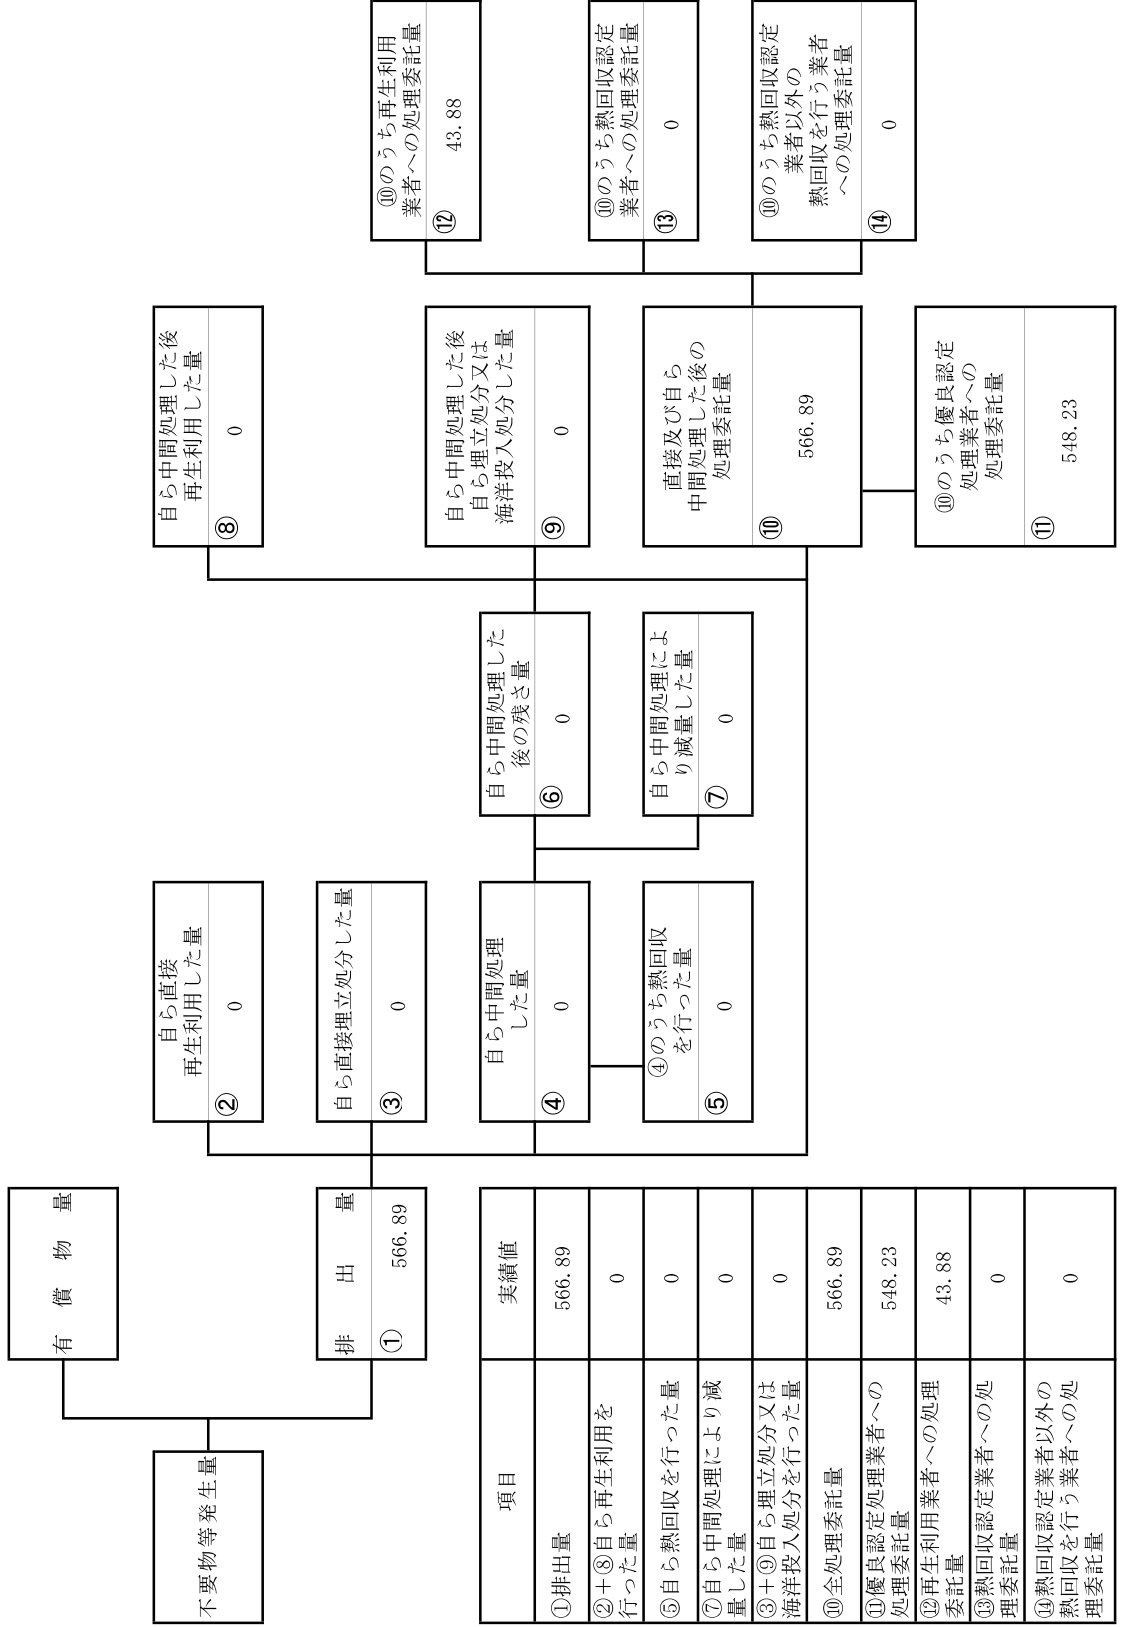 不要物等発生量
有償物量
排出量
①
566.89
自ら直接
再生利用した量
②
0
自ら直接埋立処分した量
③
0
自ら中間処理
した量
④
0
④のうち熱回収
を行った量
⑤
0
自ら中間処理した
後の残さ量
⑥
0
自ら中間処理によ
り減量した量
⑦
0
自ら中間処理した後
再生利用した量
⑧
0
自ら中間処理した後
自ら埋立処分又は
海洋投入処分した量
⑨
0
直接及び自ら
中間処理した後の
処理委託量
⑩
566.89
⑩のうち優良認定
処理業者への
処理委託量
⑪
548.23
⑩のうち再生利用
業者への処理委託量
⑫
43.88
⑩のうち熱回収認定
業者への処理委託量
⑬
0
⑩のうち熱回収認定
業者以外の
熱回収を行う業者
への処理委託量
⑭
0
項目
実績値
①排出量
566.89
②＋⑧自ら再生利用を
行った量
0
⑤自ら熱回収を行った量
0
⑦自ら中間処理により減
量した量
0
③＋⑨自ら埋立処分又は
海洋投入処分を行った量
0
⑩全処理委託量
566.89
⑪優良認定処理業者への
処理委託量
548.23
⑫再生利用業者への処理
委託量
43.88
⑬熱回収認定業者への処
理委託量
0
⑭熱回収認定業者以外の
熱回収を行う業者への処
理委託量
0